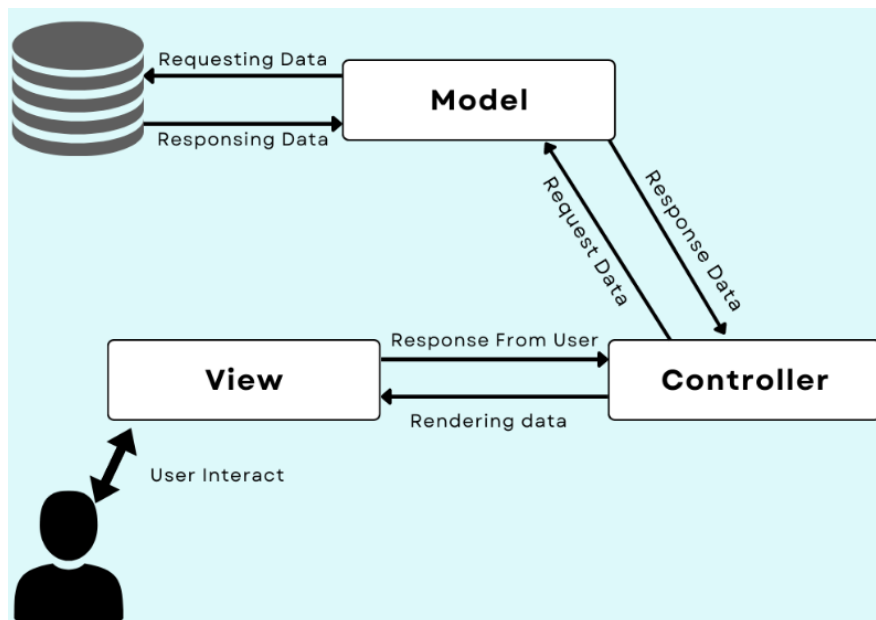 Requesting Data
Model
Responsing Data
Request Data
Response Data
Response From User
View
Controller
Rendering data
User Interact